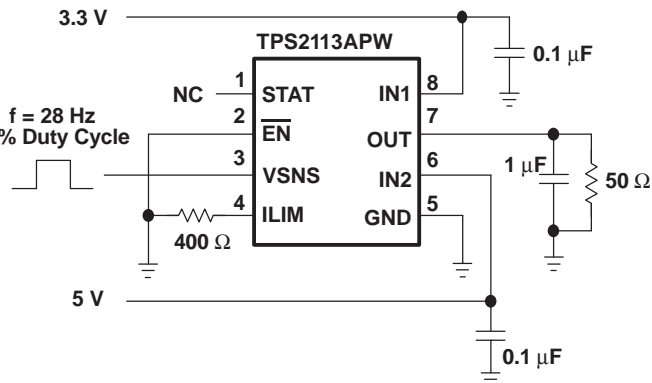 3.3 V
TPS2113APW
0.1 μF
NC
1
STAT
IN1
8
f = 28 Hz
% Duty Cycle
2
EN
OUT
7
3
VSNS
IN2
6
1 μF
50 Ω
4
ILIM
GND
5
400 Ω
5 V
0.1 μF